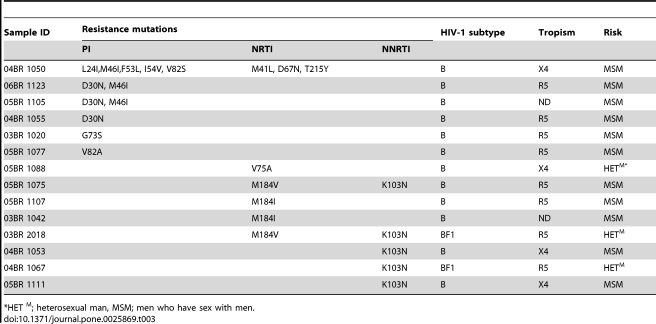 Sample ID Resistance mutations HIV-1 subtype Tropism Risk
PI NRTI NNRTI
04BR 1050 L24I,M46I,F53L, I54V, V82S M41L, D67N, T215Y B X4 MSM
06BR 1123 D30N, M46I B R5 MSM
05BR 1105 D30N, M46I B ND MSM
04BR 1055 D30N B R5 MSM
03BR 1020 G73S B R5 MSM
05BR 1077 V82A B R5 MSM
05BR 1088 V75A B X4 HETM*
05BR 1075 M184V K103N B R5 MSM
05BR 1107 M184I B R5 MSM
03BR 1042 M184I B ND MSM
03BR 2018 M184V K103N BF1 R5 HETM
04BR 1053 K103N B X4 MSM
04BR 1067 K103N BF1 R5 HETM
05BR 1111 K103N B X4 MSM
*HET M; heterosexual man, MSM; men who have sex with men.
doi:10.1371/journal.pone.0025869.t003